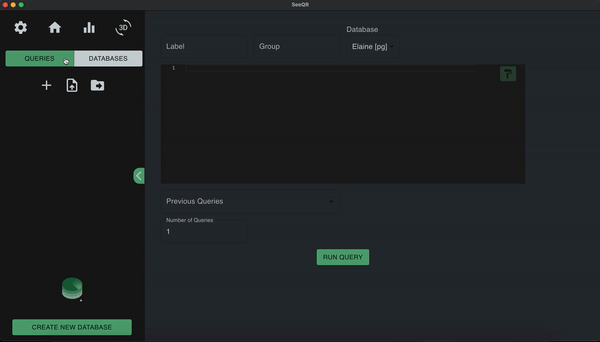 SeeQR
3D
QUERIES
DATABASES
Database
Label
Group
Elaine [pg]
1
Previous Queries
Number of Queries
1
RUN QUERY
CREATE NEW DATABASE